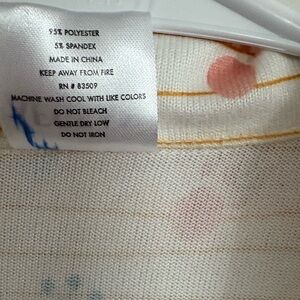 95% POLYESTER
5% SPANDEX
MADE IN CHINA
KEEP AWAY FROM FIRE
RN # 83509
MACHINE WASH COOL WITH LIKE COLORS
DO NOT BLEACH
GENTLE DRY LOW
DO NOT IRON